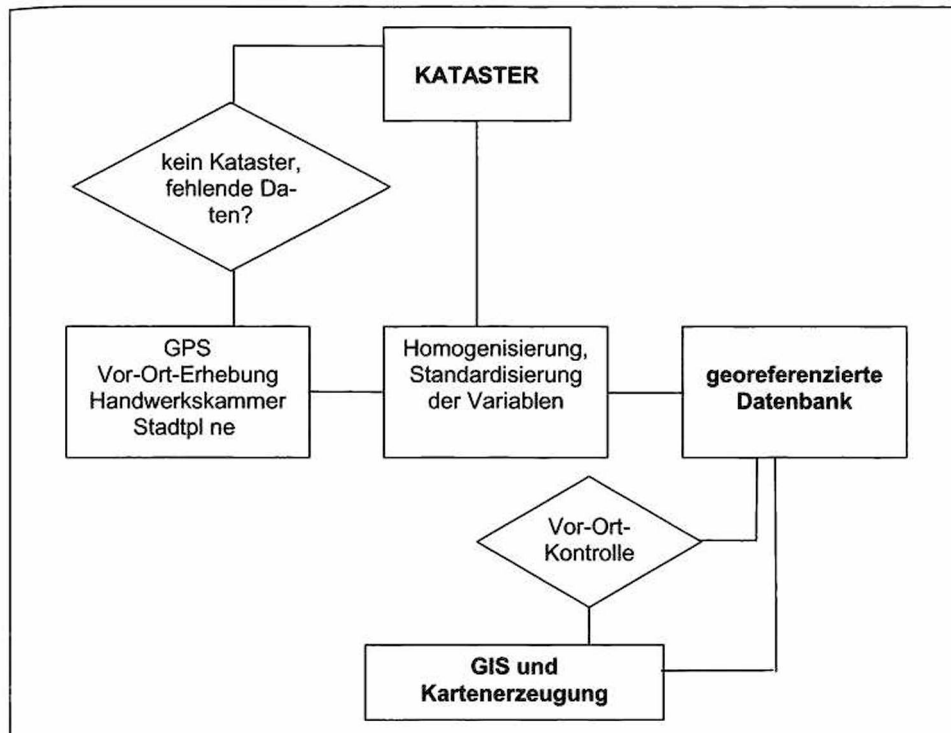 KATASTER
kein Kataster,
fehlende Da-
ten?
GPS
Vor-Ort-Erhebung
Handwerkskammer
Stadtpl ne
Homogenisierung,
Standardisierung
der Variablen
georeferenzierte
Datenbank
Vor-Ort-
Kontrolle
GIS und
Kartenerzeugung